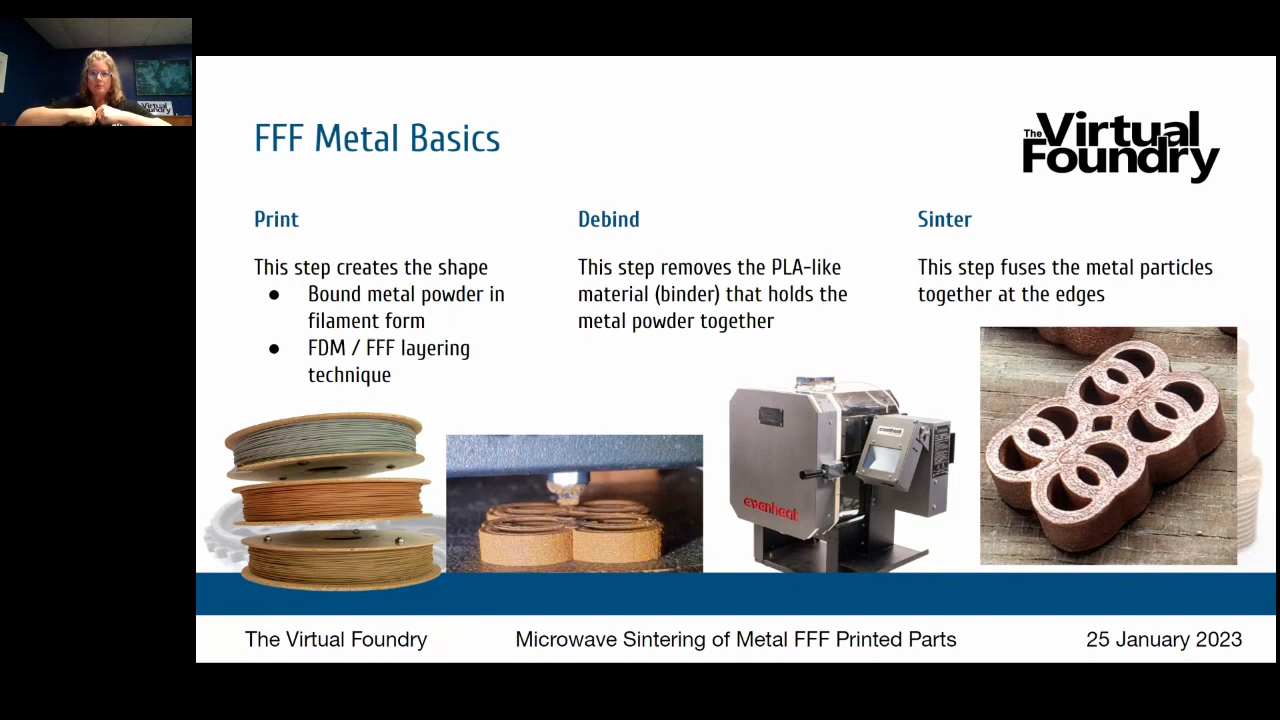 Virtual
Foundry
FFF Metal Basics
The Virtual
Foundry
Print
This step creates the shape
● Bound metal powder in
filament form
● FDM / FFF layering
technique
Debind
This step removes the PLA-like
material (binder) that holds the
metal powder together
Sinter
This step fuses the metal particles
together at the edges
evenheat
evenheat
The Virtual Foundry
Microwave Sintering of Metal FFF Printed Parts
25 January 2023